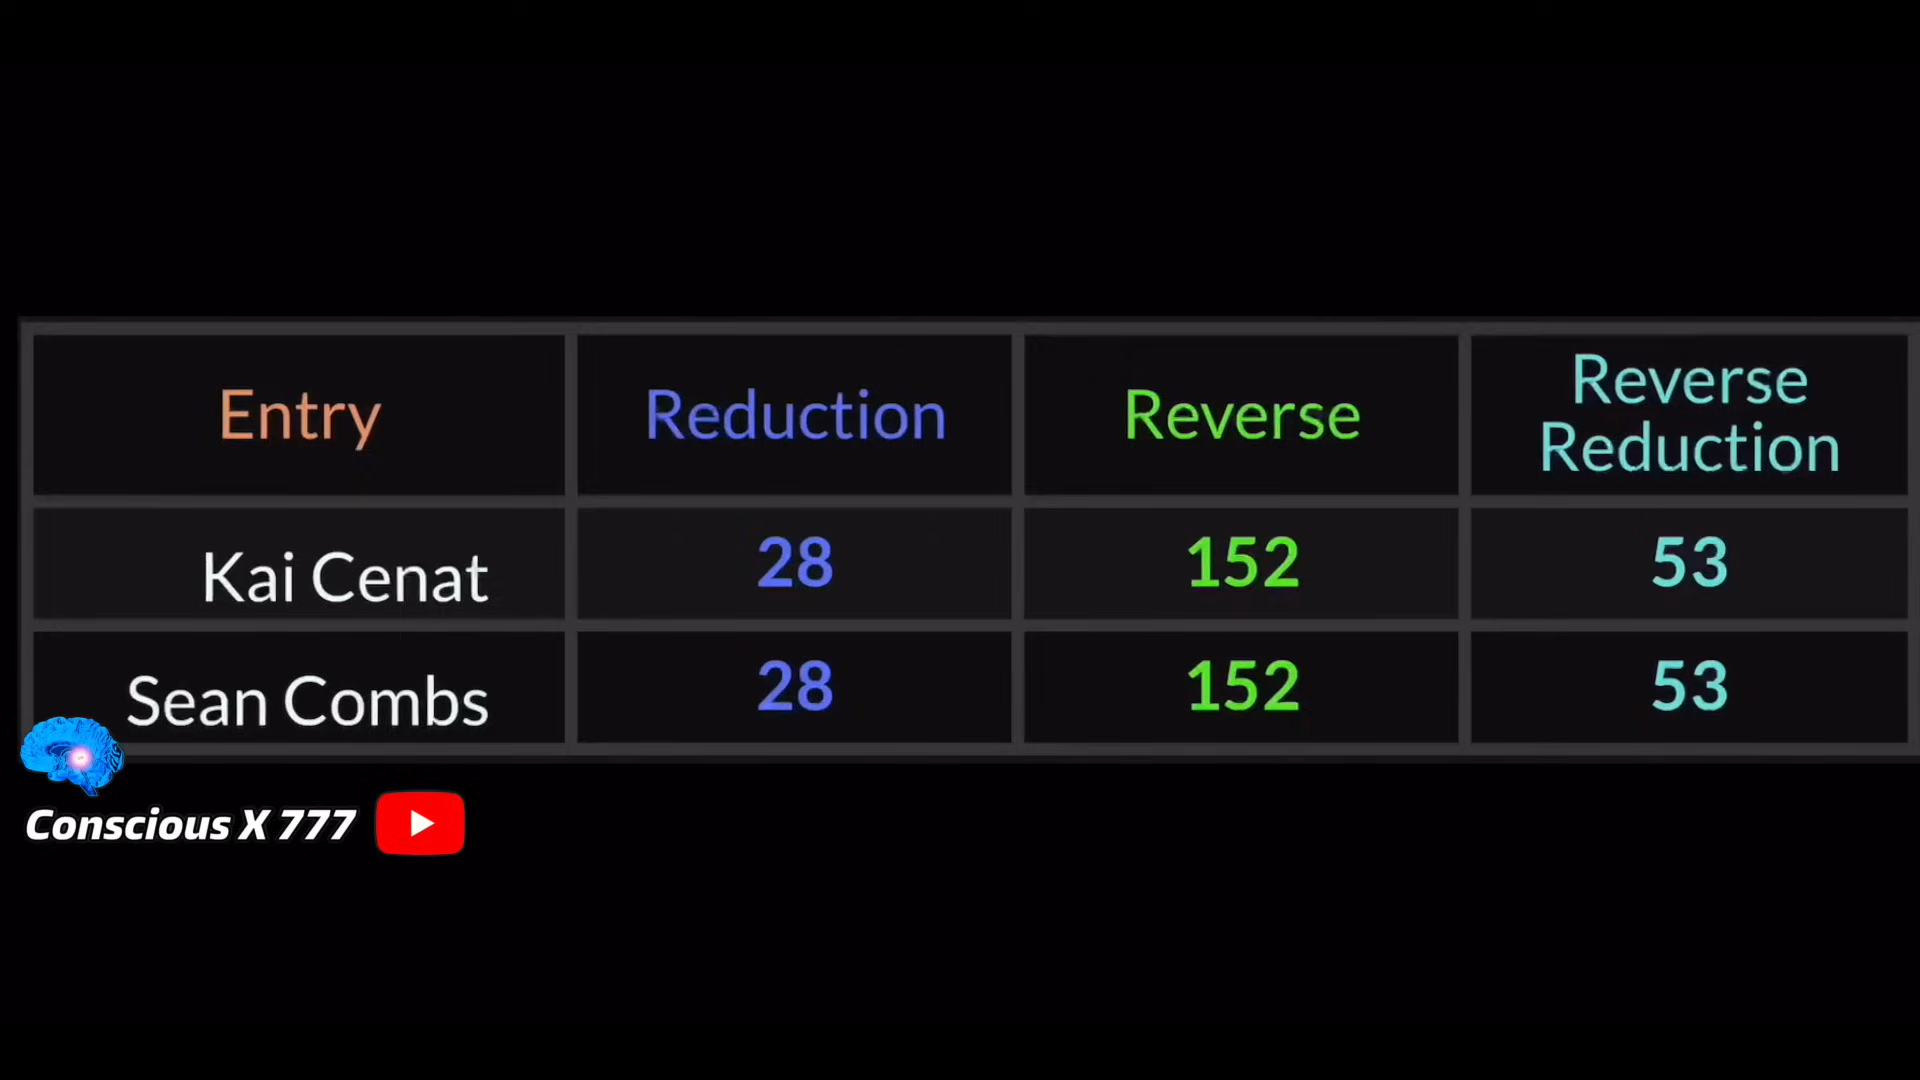 Entry Reduction Reverse Reverse Reduction
Kai Cenat 28 152 53
Sean Combs 28 152 53
Conscious X 777